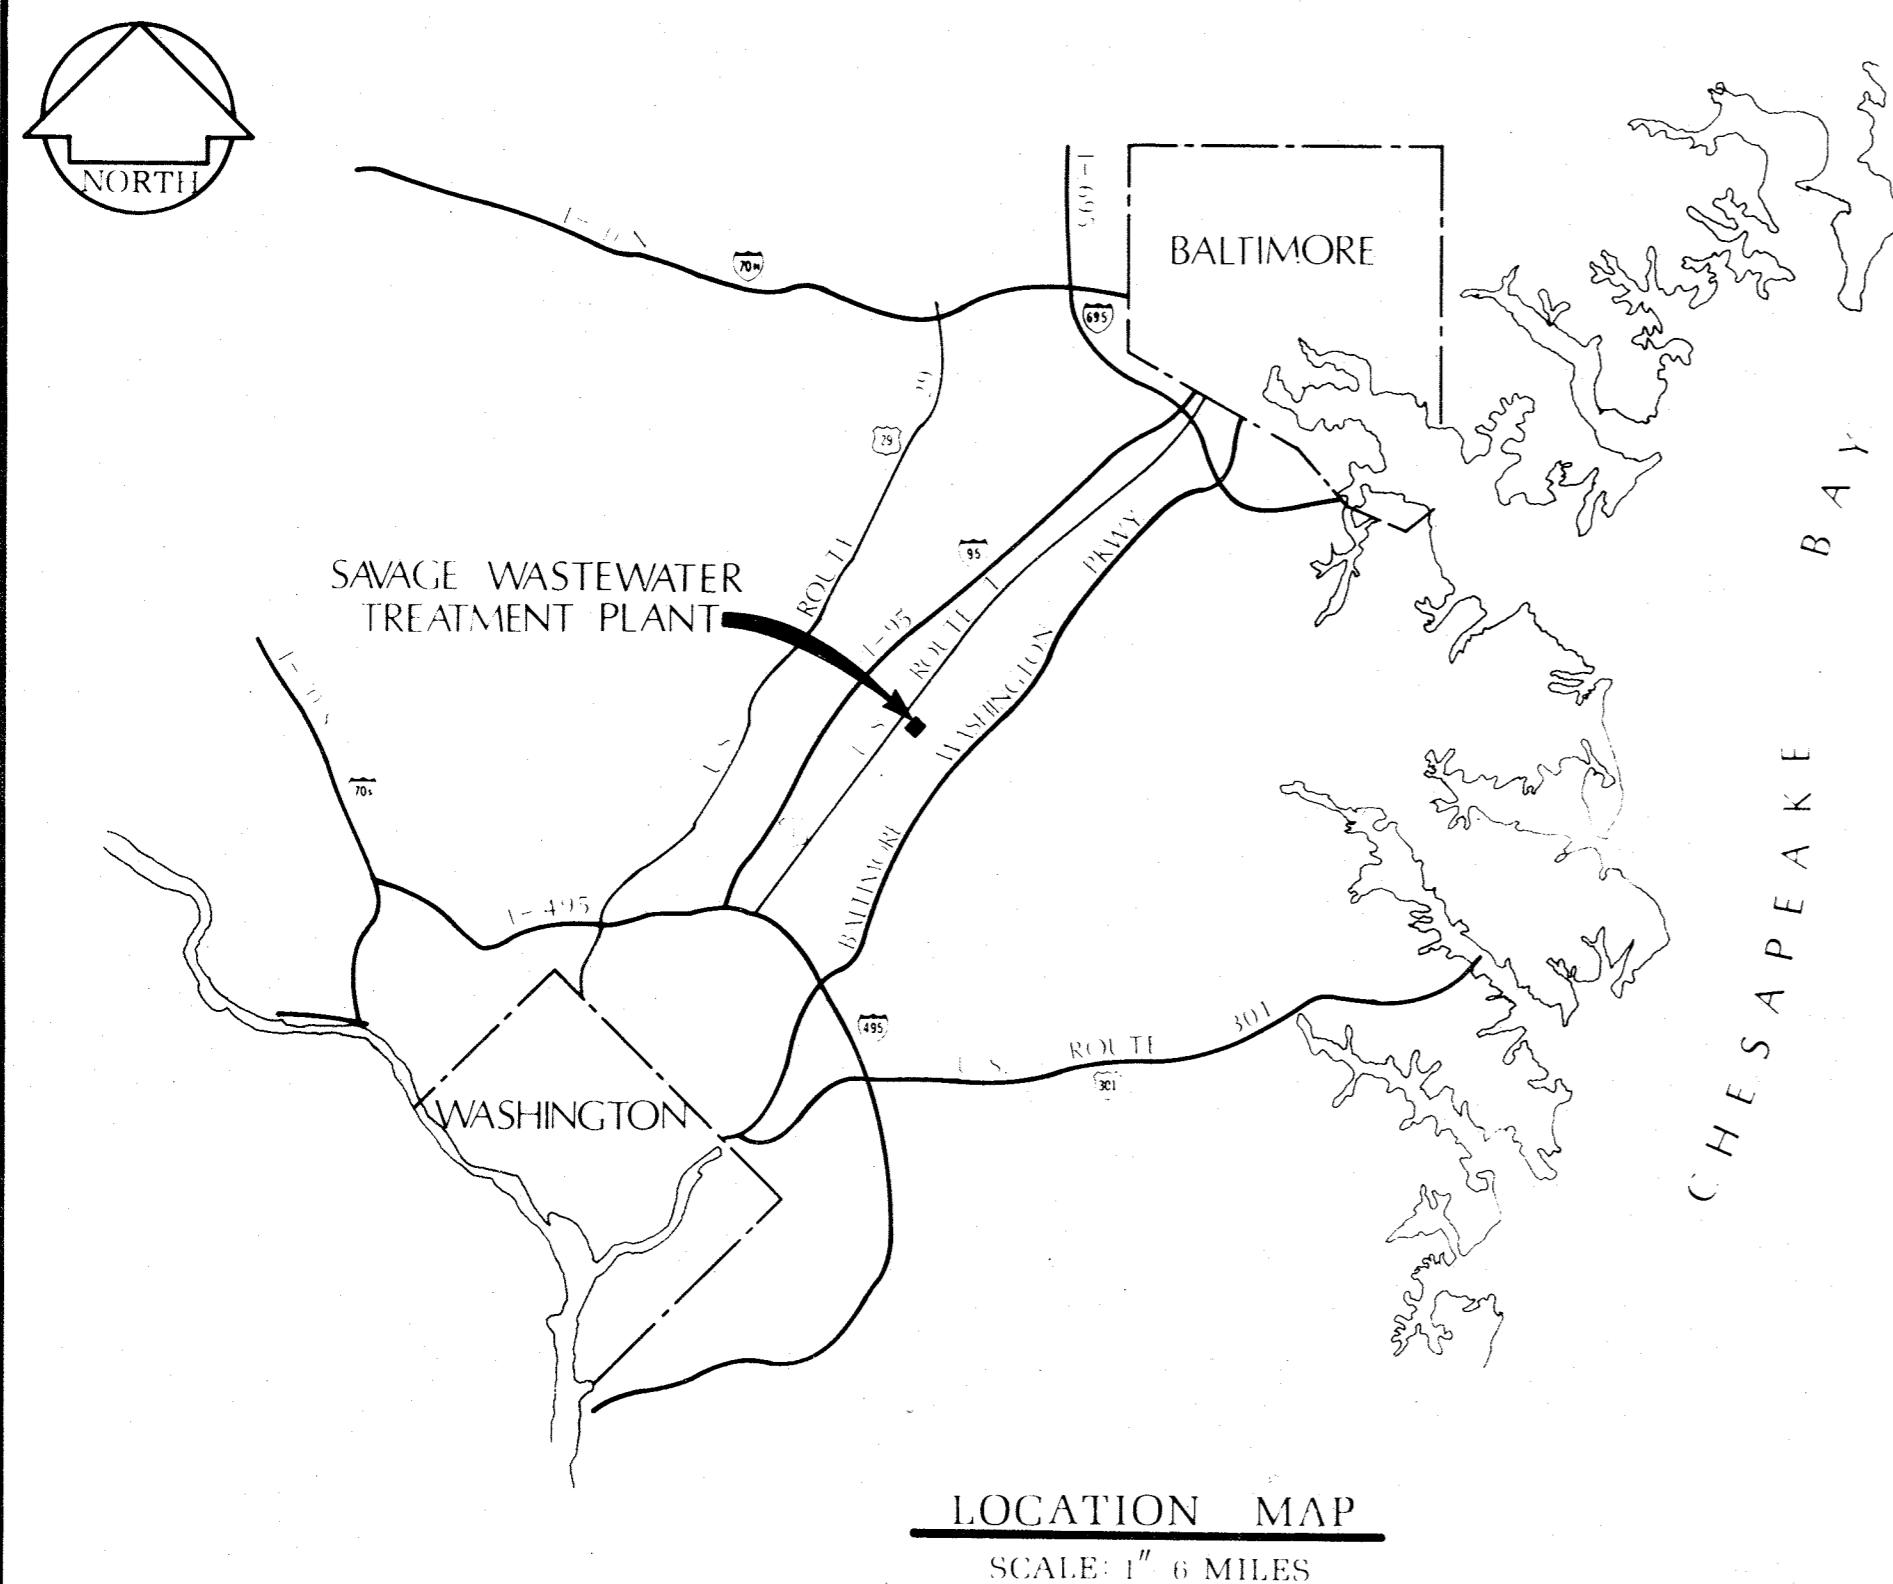 NORTH
I-695
BALTIMORE
70N
695
29
95
SAVAGE WASTEWATER
TREATMENT PLANT
ROUTE
I-95
ROUTE 1
BALTIMORE WASHINGTON PKWY
70s
I-495
495
WASHINGTON
U.S. ROUTE 301
301
CHESAPEAKE BAY
LOCATION MAP
SCALE: 1" 6 MILES